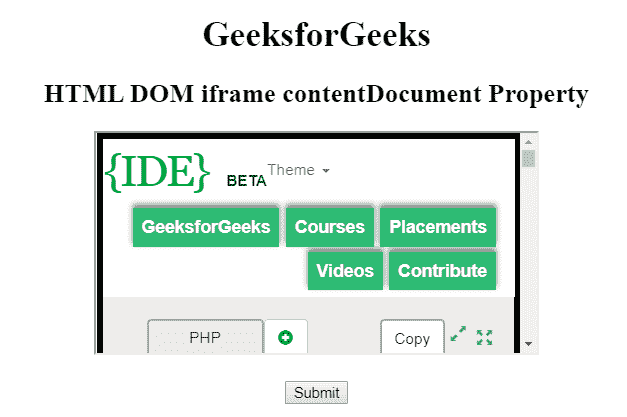 GeeksforGeeks
HTML DOM iframe contentDocument Property
{IDE} BETA Theme
GeeksforGeeks Courses Placements
Videos Contribute
PHP Copy
Submit